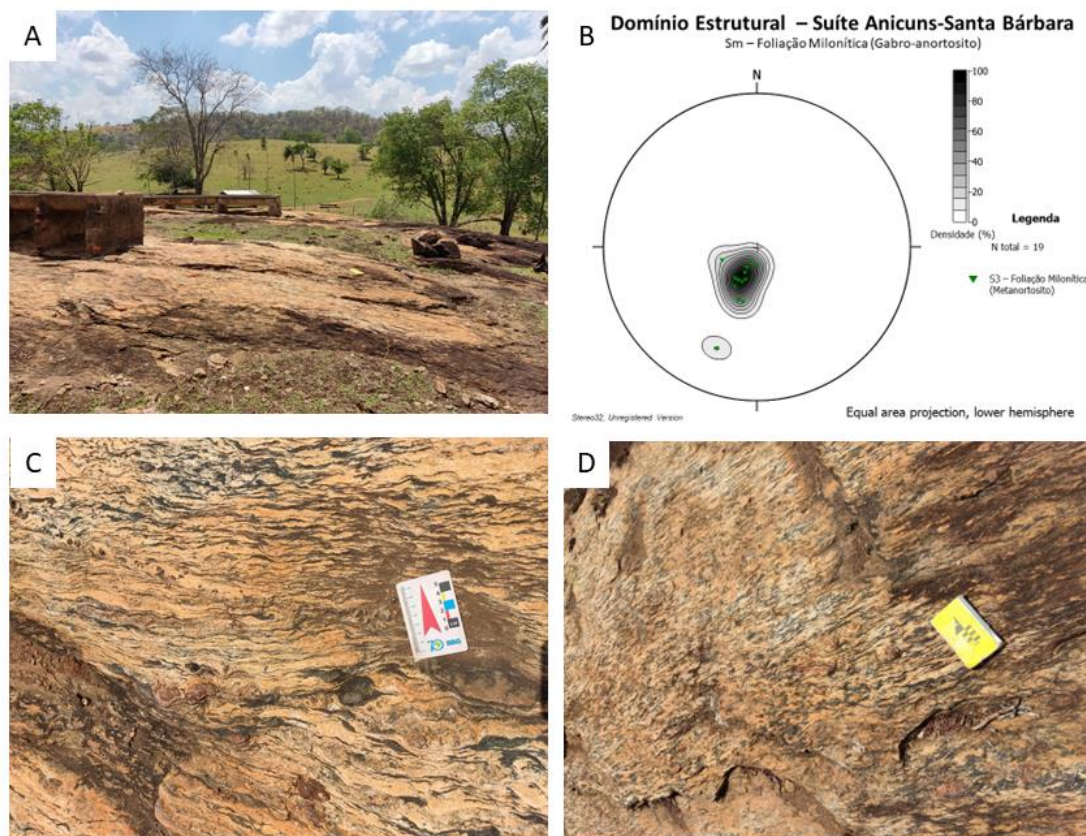 A
B
Domínio Estrutural – Suíte Anicuns-Santa Bárbara
Sm – Foliação Milonítica (Gabro-anortosito)
N
100
80
60
40
20
0
Densidade (%)
Legenda
N total = 19
S3 – Foliação Milonítica
(Metanortosito)
Stereo32, Unregistered Version
Equal area projection, lower hemisphere
C
D